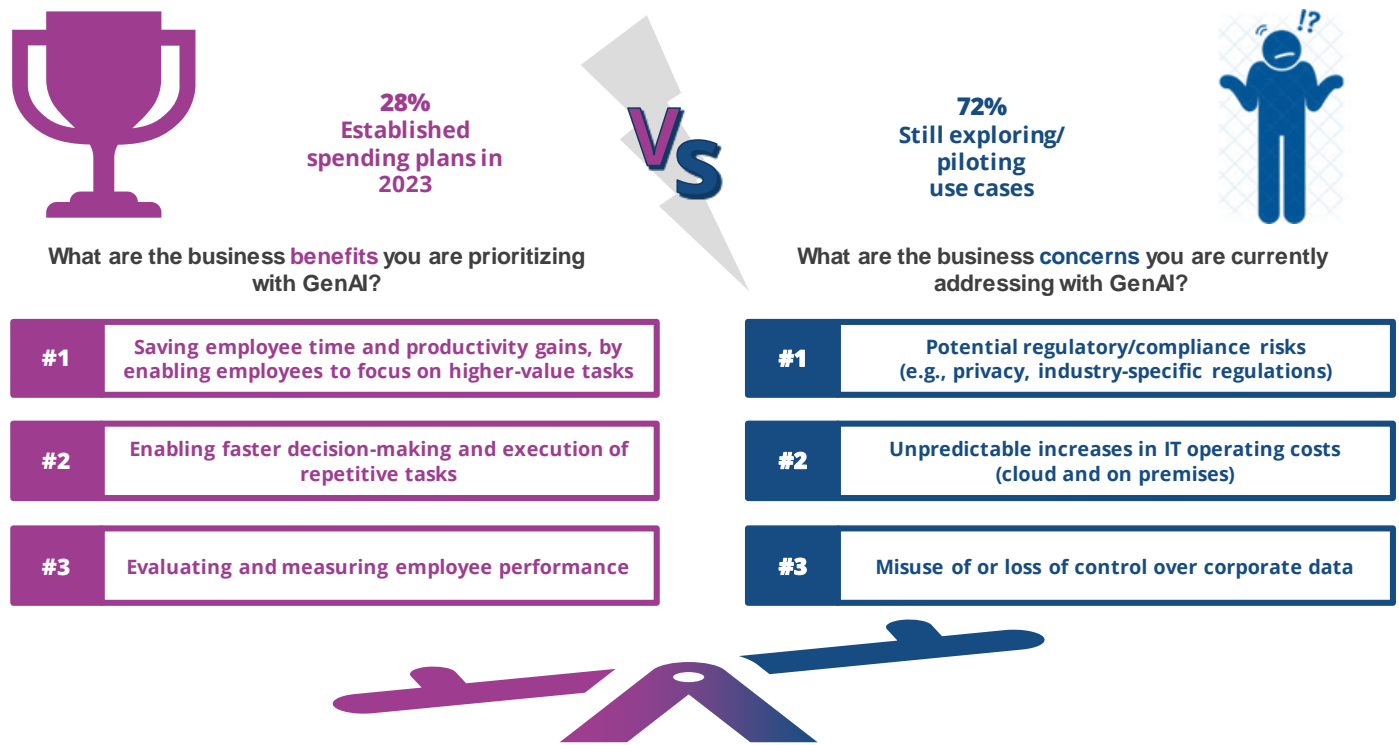 28%
Established
spending plans in
2023
VS
72%
Still exploring/
piloting
use cases
!?
What are the business benefits you are prioritizing
with GenAI?
#1
Saving employee time and productivity gains, by
enabling employees to focus on higher-value tasks
#2
Enabling faster decision-making and execution of
repetitive tasks
#3
Evaluating and measuring employee performance
What are the business concerns you are currently
addressing with GenAI?
#1
Potential regulatory/compliance risks
(e.g., privacy, industry-specific regulations)
#2
Unpredictable increases in IT operating costs
(cloud and on premises)
#3
Misuse of or loss of control over corporate data